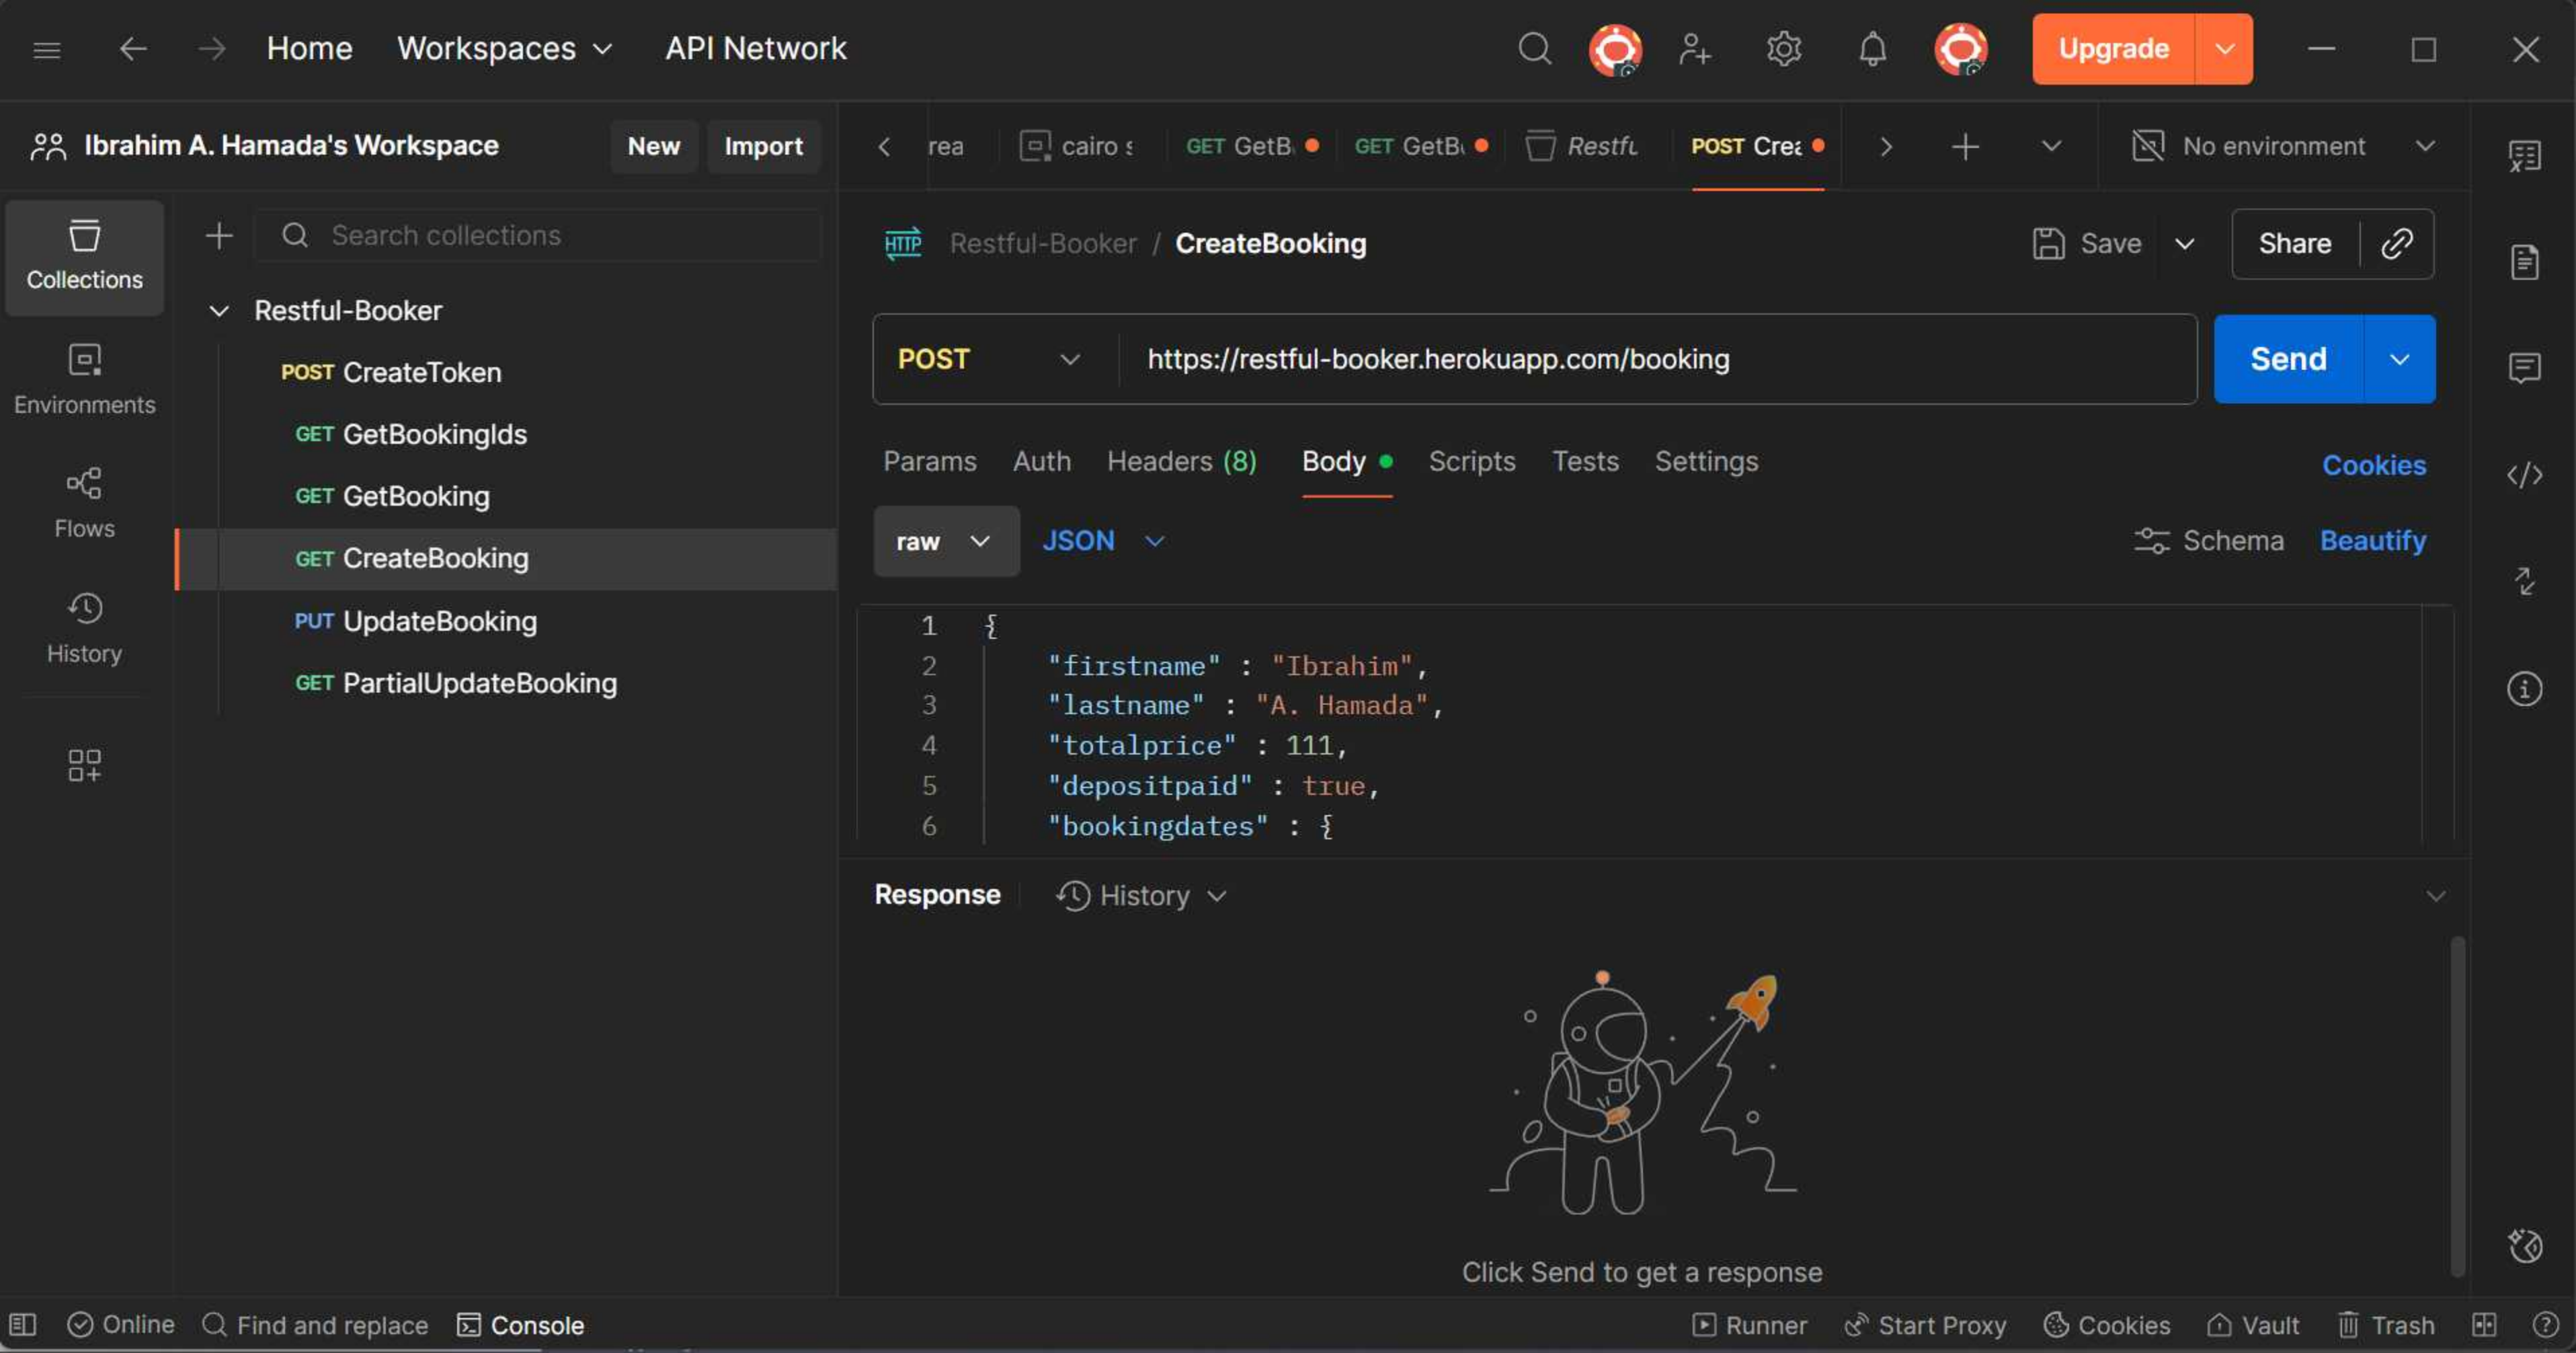 Home Workspaces API Network Upgrade
Ibrahim A. Hamada's Workspace New Import
rea cairo s GET GetB GET GetB Restfu POST Crea No environment
Collections
Environments
Flows
History
Search collections
Restful-Booker
POST CreateToken
GET GetBookingIds
GET GetBooking
GET CreateBooking
PUT UpdateBooking
GET PartialUpdateBooking
HTTP Restful-Booker / CreateBooking Save Share
POST https://restful-booker.herokuapp.com/booking Send
Params Auth Headers (8) Body Scripts Tests Settings Cookies
raw JSON Schema Beautify
1 {
2 "firstname" : "Ibrahim",
3 "lastname" : "A. Hamada",
4 "totalprice" : 111,
5 "depositpaid" : true,
6 "bookingdates" : {
Response History
Click Send to get a response
Online Find and replace Console Runner Start Proxy Cookies Vault Trash